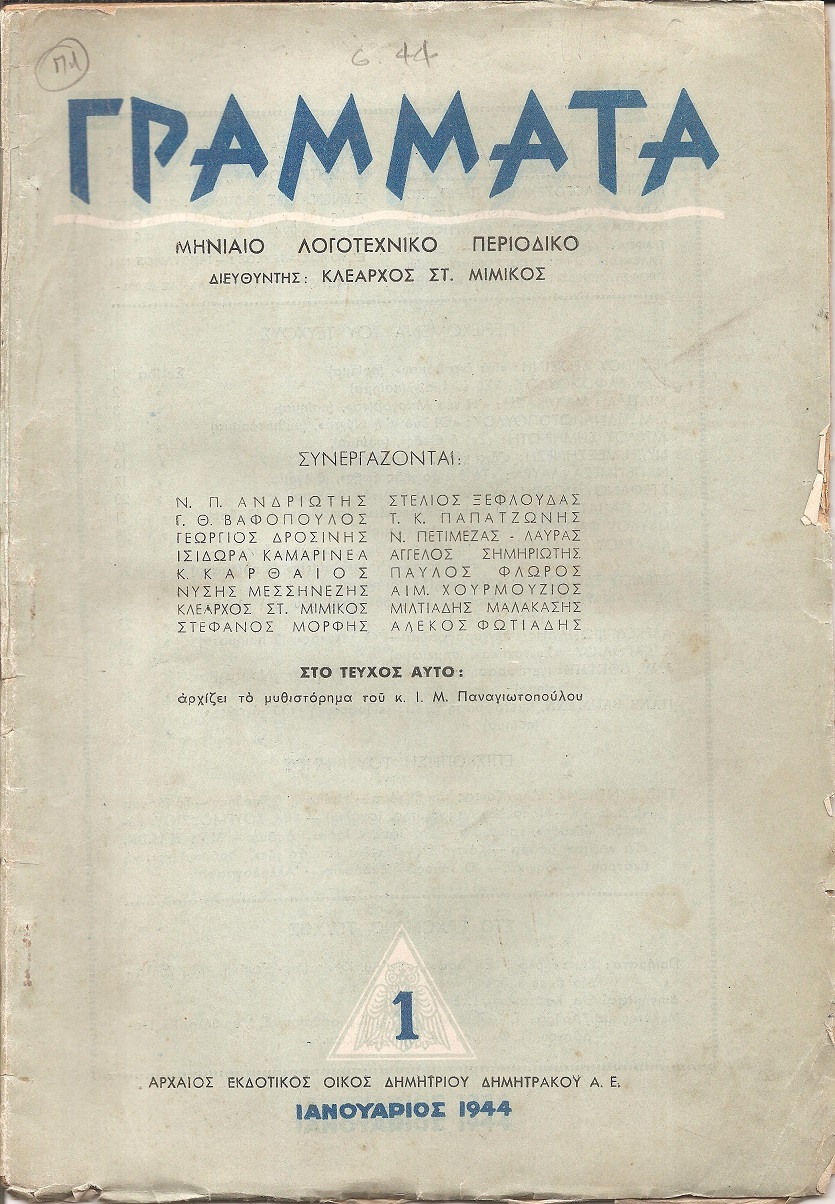 Πλ
6. 44
ΓΡΑΜΜΑΤΑ
ΜΗΝΙΑΙΟ ΛΟΓΟΤΕΧΝΙΚΟ ΠΕΡΙΟΔΙΚΟ
ΔΙΕΥΘΥΝΤΗΣ: ΚΛΕΑΡΧΟΣ ΣΤ. ΜΙΜΙΚΟΣ
ΣΥΝΕΡΓΑΖΟΝΤΑΙ:
Ν. Π. ΑΝΔΡΙΩΤΗΣ ΣΤΕΛΙΟΣ ΞΕΦΛΟΥΔΑΣ
Γ. Θ. ΒΑΦΟΠΟΥΛΟΣ Τ. Κ. ΠΑΠΑΤΖΩΝΗΣ
ΓΕΩΡΓΙΟΣ ΔΡΟΣΙΝΗΣ Ν. ΠΕΤΙΜΕΖΑΣ - ΛΑΥΡΑΣ
ΙΣΙΔΩΡΑ ΚΑΜΑΡΙΝΕΑ ΑΓΓΕΛΟΣ ΣΗΜΗΡΙΩΤΗΣ
Κ. ΚΑΡΘΑΙΟΣ ΠΑΥΛΟΣ ΦΛΩΡΟΣ
ΝΥΣΗΣ ΜΕΣΣΗΝΕΖΗΣ ΑΙΜ. ΧΟΥΡΜΟΥΖΙΟΣ
ΚΛΕΑΡΧΟΣ ΣΤ. ΜΙΜΙΚΟΣ ΜΙΛΤΙΑΔΗΣ ΜΑΛΑΚΑΣΗΣ
ΣΤΕΦΑΝΟΣ ΜΟΡΦΗΣ ΑΛΕΚΟΣ ΦΩΤΙΑΔΗΣ
ΣΤΟ ΤΕΥΧΟΣ ΑΥΤΟ:
ἀρχίζει τὸ μυθιστόρημα τοῦ κ. Ι. Μ. Παναγιωτοπούλου
1
ΑΡΧΑΙΟΣ ΕΚΔΟΤΙΚΟΣ ΟΙΚΟΣ ΔΗΜΗΤΡΙΟΥ ΔΗΜΗΤΡΑΚΟΥ Α. Ε.
ΙΑΝΟΥΑΡΙΟΣ 1944